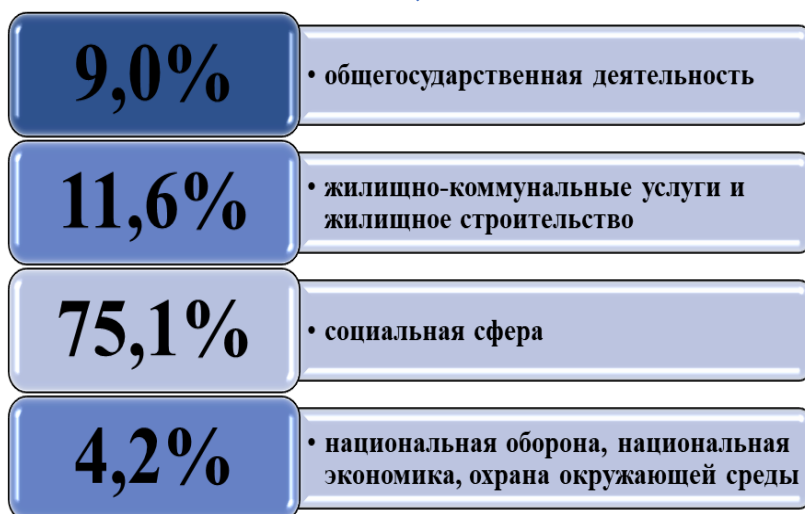 9,0%
• общегосударственная деятельность
11,6%
• жилищно-коммунальные услуги и
жилищное строительство
75,1%
• социальная сфера
4,2%
• национальная оборона, национальная
экономика, охрана окружающей среды